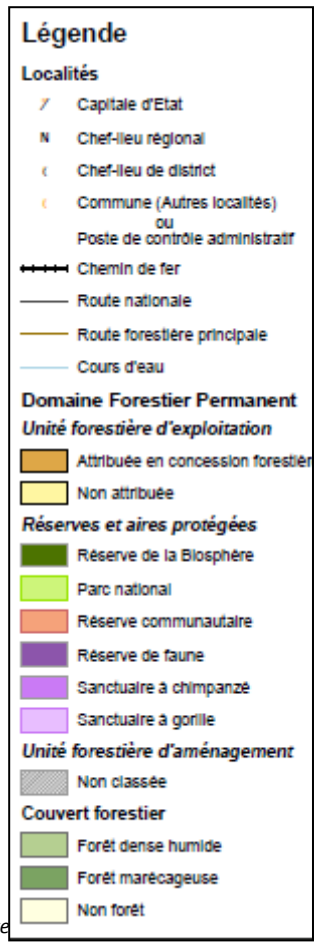 Légende
Localités
Capitale d'Etat
N Chef-lieu régional
Chef-lieu de district
Commune (Autres localités)
ou
Poste de contrôle administratif
Chemin de fer
Route nationale
Route forestière principale
Cours d'eau
Domaine Forestier Permanent
Unité forestière d'exploitation
Attribuée en concession forestièr
Non attribuée
Réserves et aires protégées
Réserve de la Biosphère
Parc national
Réserve communautaire
Réserve de faune
Sanctuaire à chimpanzé
Sanctuaire à gorille
Unité forestière d'aménagement
Non classée
Couvert forestier
Forêt dense humide
Forêt marécageuse
Non forêt
e